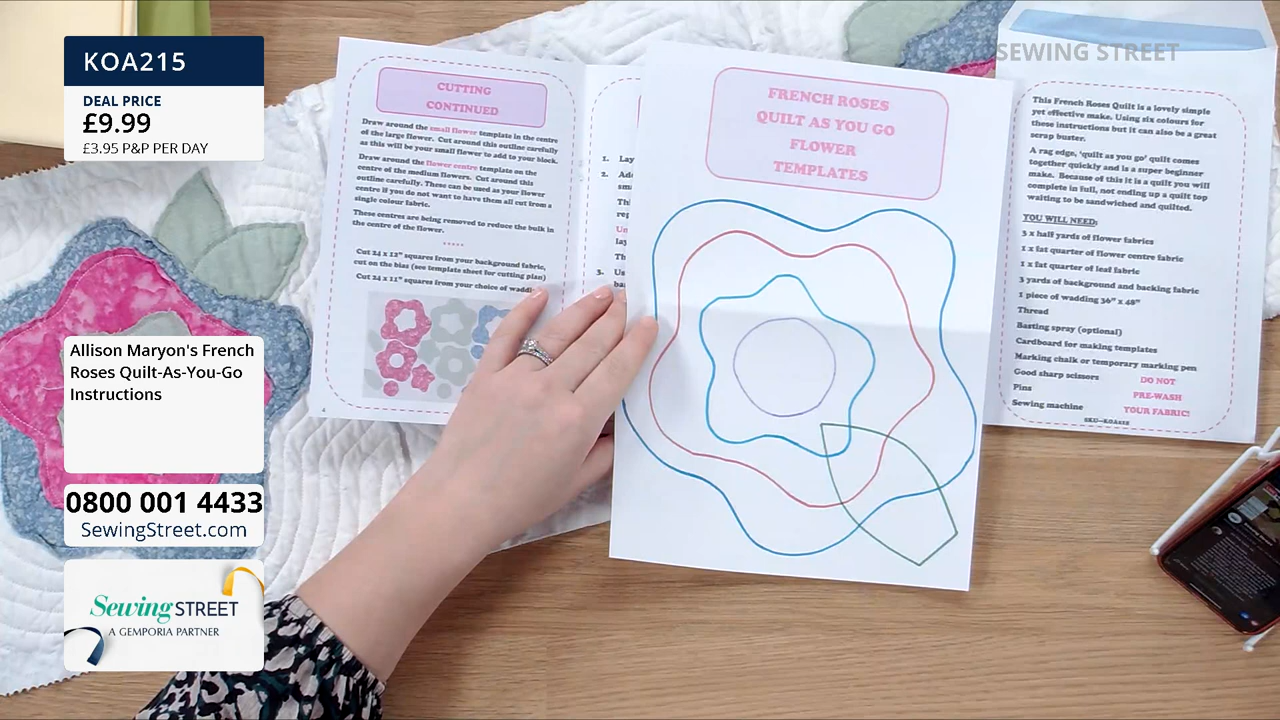 KOA215
DEAL PRICE
£9.99
£3.95 P&P PER DAY
Allison Maryon's French
Roses Quilt-As-You-Go
Instructions
0800 001 4433
SewingStreet.com
Sewing STREET
A GEMPORIA PARTNER
SEWING STREET
CUTTING
CONTINUED
Draw around the small flower template in the centre
of the large flower. Cut around this outline carefully
as this will be your small flower to add to your block.
Draw around the flower centre template on the
centre of the medium flowers. Cut around this
outline carefully. These can be used as your flower
centre if you do not want to have them all cut from a
single colour fabric.
These centres are being removed to reduce the bulk in
the centre of the flower.
*****
Cut 24 x 12" squares from your background fabric,
cut on the bias (see template sheet for cutting plan)
Cut 24 x 11" squares from your choice of
4
1.
2.
3.
FRENCH ROSES
QUILT AS YOU GO
FLOWER
TEMPLATES
This French Roses Quilt is a lovely simple
yet effective make. Using six colours for
these instructions but it can also be a great
scrap buster.
A rag edge, 'quilt as you go' quilt comes
together quickly and is a super beginner
make. Because of this it is a quilt you will
complete in full, not ending up a quilt top
waiting to be sandwiched and quilted.
YOU WILL NEED:
3 x half yards of flower fabrics
1 x fat quarter of flower centre fabric
1 x fat quarter of leaf fabric
3 yards of background and backing fabric
1 piece of wadding 36" x 48"
Thread
Basting spray (optional)
Cardboard for making templates
Marking chalk or temporary marking pen
Good sharp scissors
Pins
Sewing machine
DO NOT
PRE-WASH
YOUR FABRIC!